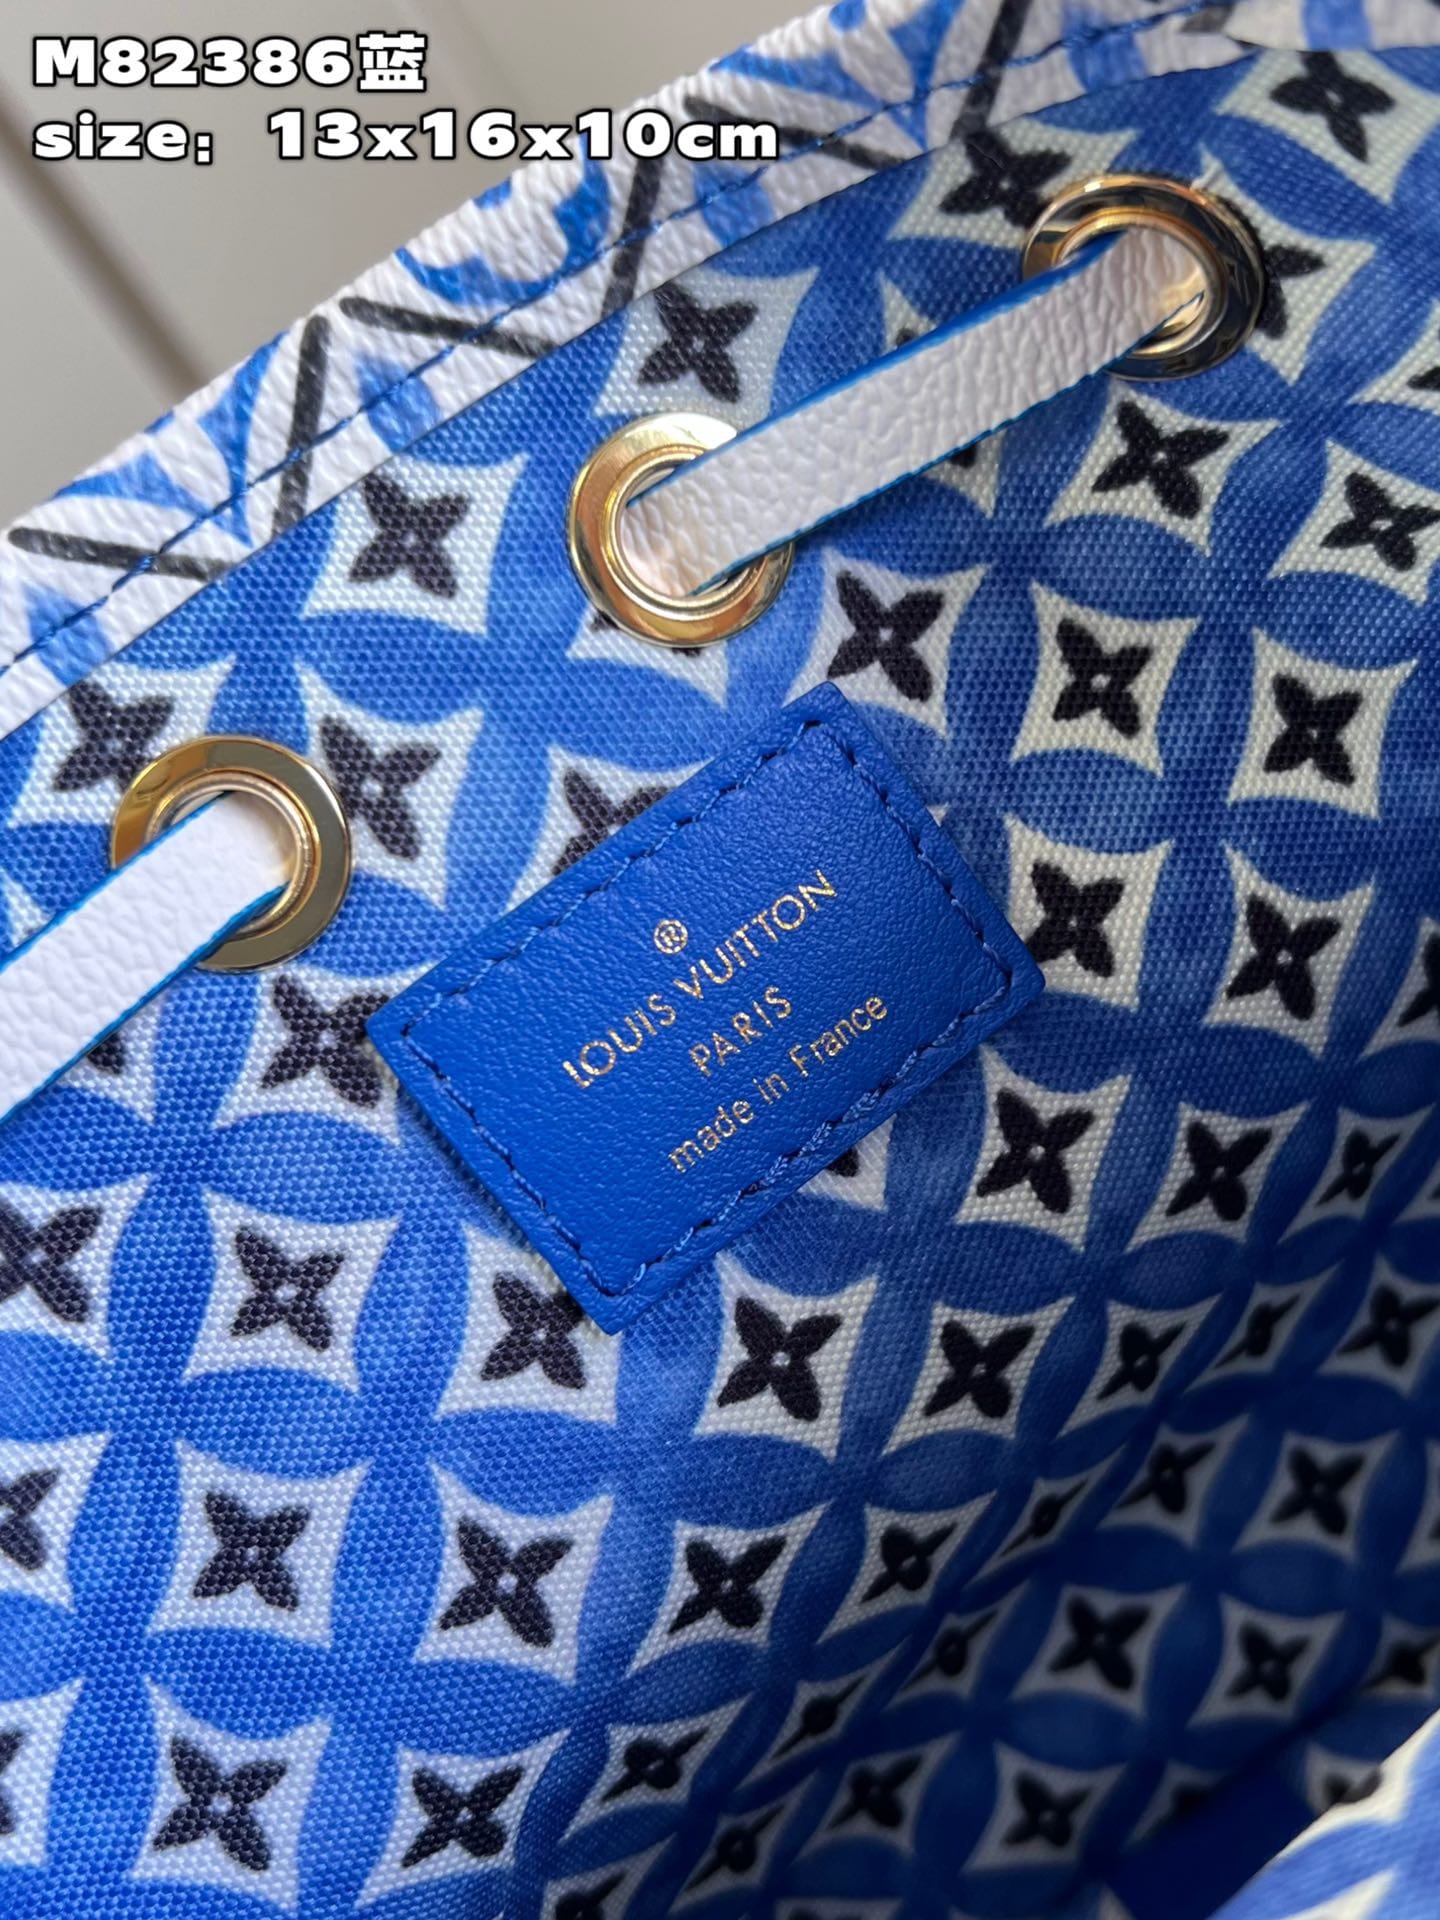 M82386蓝
size：13x16x10cm
®
LOUIS VUITTON
PARIS
made in France